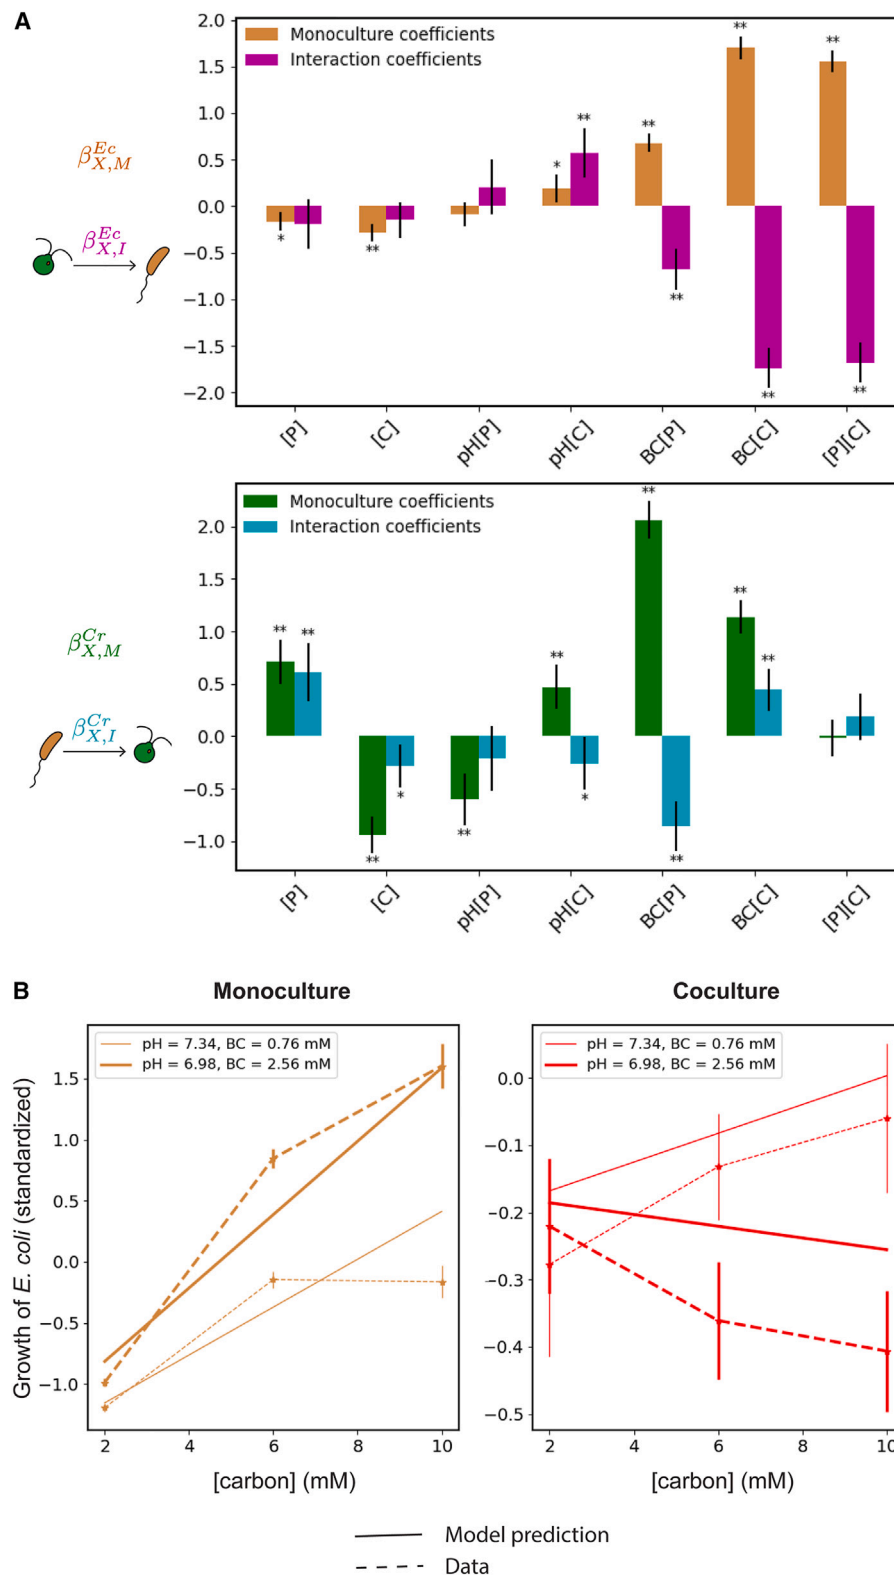 A
Monoculture coefficients
Interaction coefficients
2.0
1.5
1.0
0.5
0.0
−0.5
−1.0
−1.5
−2.0
β^{Ec}_{X,M}
β^{Ec}_{X,I}
* ** * ** ** ** ** ** ** **
[P] [C] pH[P] pH[C] BC[P] BC[C] [P][C]
Monoculture coefficients
Interaction coefficients
2.0
1.5
1.0
0.5
0.0
−0.5
−1.0
β^{Cr}_{X,M}
β^{Cr}_{X,I}
** ** ** * ** ** * ** ** ** **
[P] [C] pH[P] pH[C] BC[P] BC[C] [P][C]
B
Monoculture
Coculture
pH = 7.34, BC = 0.76 mM
pH = 6.98, BC = 2.56 mM
pH = 7.34, BC = 0.76 mM
pH = 6.98, BC = 2.56 mM
Growth of E. coli (standardized)
1.5
1.0
0.5
0.0
−0.5
−1.0
0.0
−0.1
−0.2
−0.3
−0.4
−0.5
2 6 10
2 4 6 8 10
[carbon] (mM)
[carbon] (mM)
Model prediction
Data